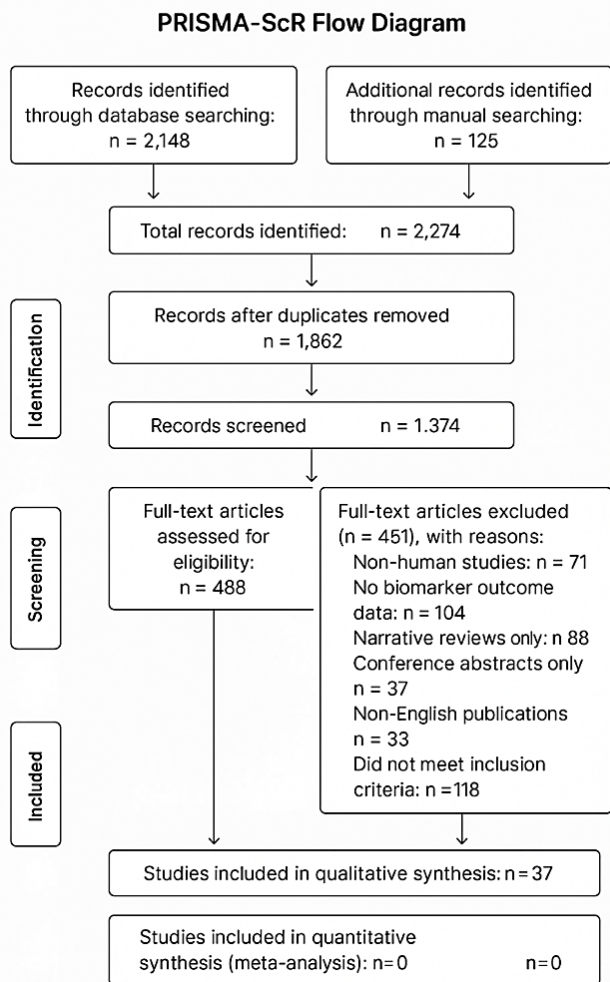 PRISMA-ScR Flow Diagram
Records identified
through database searching:
n = 2,148
Additional records identified
through manual searching:
n = 125
Total records identified: n = 2,274
Records after duplicates removed
n = 1,862
Identification
Records screened n = 1.374
Full-text articles
assessed for
eligibility:
n = 488
Full-text articles excluded
(n = 451), with reasons:
Non-human studies: n = 71
No biomarker outcome
data: n = 104
Narrative reviews only: n 88
Conference abstracts only
n = 37
Non-English publications
n = 33
Did not meet inclusion
criteria: n =118
Screening
Included
Studies included in qualitative synthesis: n = 37
Studies included in quantitative
synthesis (meta-analysis): n=0 n=0